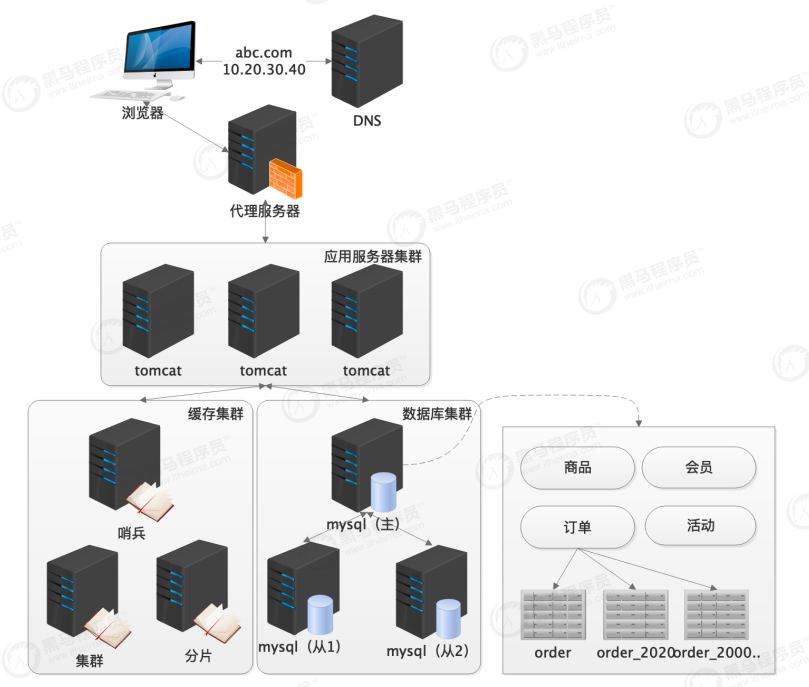 abc.com
10.20.30.40
浏览器
DNS
代理服务器
应用服务器集群
tomcat
tomcat
tomcat
缓存集群
数据库集群
哨兵
mysql（主）
商品
会员
订单
活动
集群
分片
mysql（从1）
mysql（从2）
order
order_2020
order_2000..
黑马程序员™
www.itheima.com